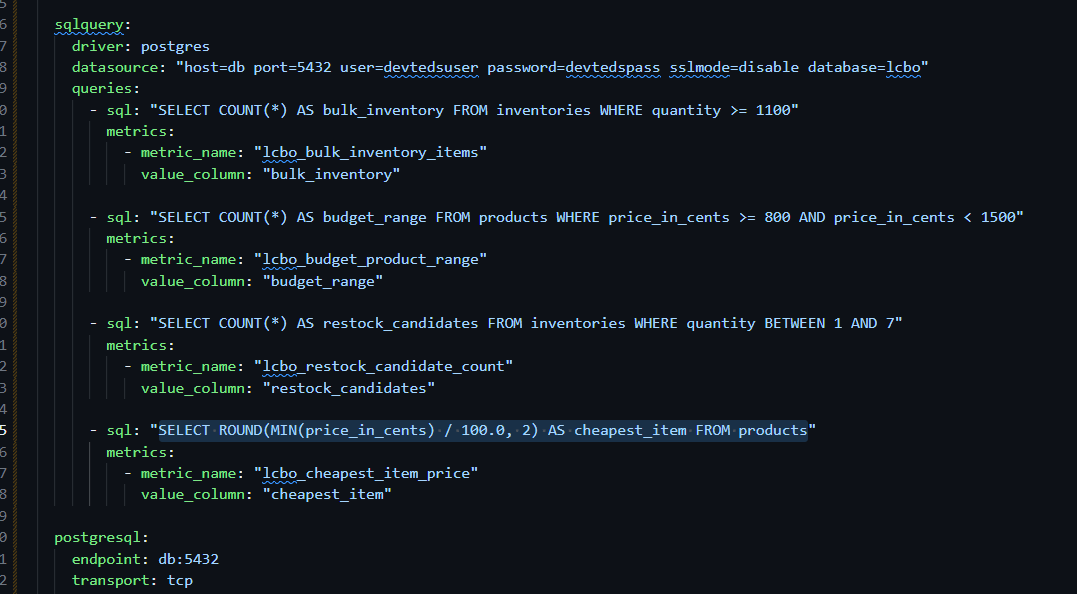 5
6 sqlquery:
7 driver: postgres
8 datasource: "host=db port=5432 user=devtedsuser password=devtedspass sslmode=disable database=lcbo"
9 queries:
0 - sql: "SELECT COUNT(*) AS bulk_inventory FROM inventories WHERE quantity >= 1100"
1 metrics:
2 - metric_name: "lcbo_bulk_inventory_items"
3 value_column: "bulk_inventory"
4
5 - sql: "SELECT COUNT(*) AS budget_range FROM products WHERE price_in_cents >= 800 AND price_in_cents < 1500"
6 metrics:
7 - metric_name: "lcbo_budget_product_range"
8 value_column: "budget_range"
9
0 - sql: "SELECT COUNT(*) AS restock_candidates FROM inventories WHERE quantity BETWEEN 1 AND 7"
1 metrics:
2 - metric_name: "lcbo_restock_candidate_count"
3 value_column: "restock_candidates"
4
5 - sql: "SELECT ROUND(MIN(price_in_cents) / 100.0, 2) AS cheapest_item FROM products"
6 metrics:
7 - metric_name: "lcbo_cheapest_item_price"
8 value_column: "cheapest_item"
9
0 postgresql:
1 endpoint: db:5432
2 transport: tcp